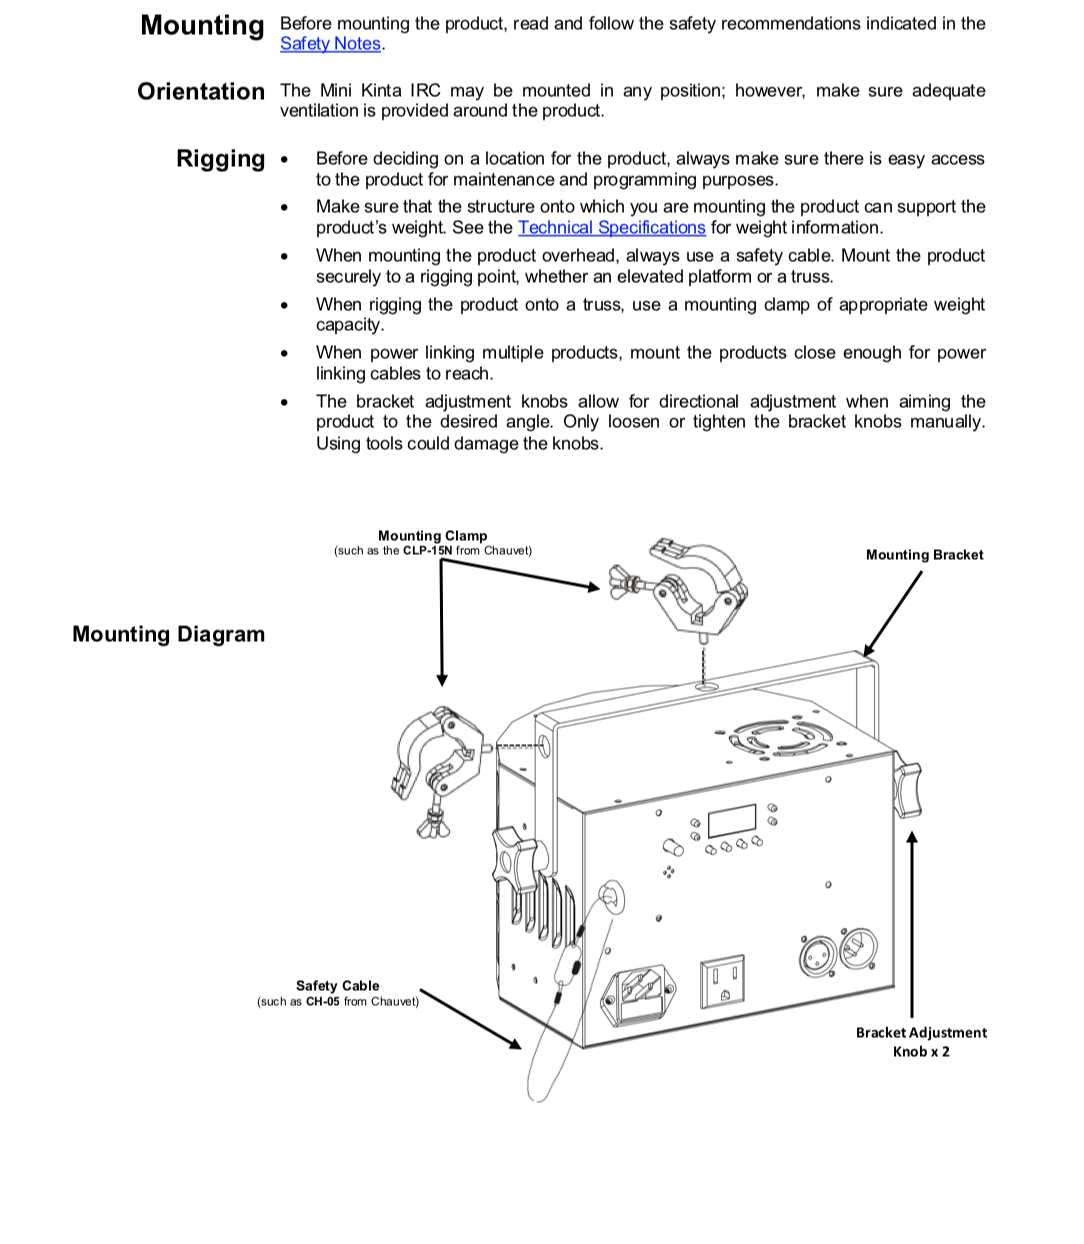 Mounting Before mounting the product, read and follow the safety recommendations indicated in the
Safety Notes.
Orientation The Mini Kinta IRC may be mounted in any position; however, make sure adequate
ventilation is provided around the product.
Rigging • Before deciding on a location for the product, always make sure there is easy access
to the product for maintenance and programming purposes.
• Make sure that the structure onto which you are mounting the product can support the
product's weight. See the Technical Specifications for weight information.
• When mounting the product overhead, always use a safety cable. Mount the product
securely to a rigging point, whether an elevated platform or a truss.
• When rigging the product onto a truss, use a mounting clamp of appropriate weight
capacity.
• When power linking multiple products, mount the products close enough for power
linking cables to reach.
• The bracket adjustment knobs allow for directional adjustment when aiming the
product to the desired angle. Only loosen or tighten the bracket knobs manually.
Using tools could damage the knobs.
Mounting Clamp
(such as the CLP-15N from Chauvet)
Mounting Bracket
Mounting Diagram
Safety Cable
(such as CH-05 from Chauvet)
Bracket Adjustment
Knob x 2